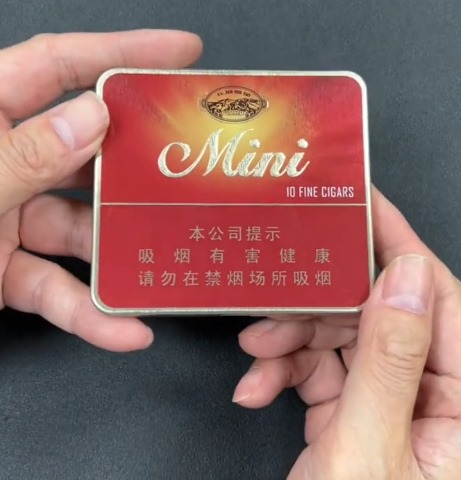 Mini
10 FINE CIGARS
本公司提示
吸烟有害健康
请勿在禁烟场所吸烟